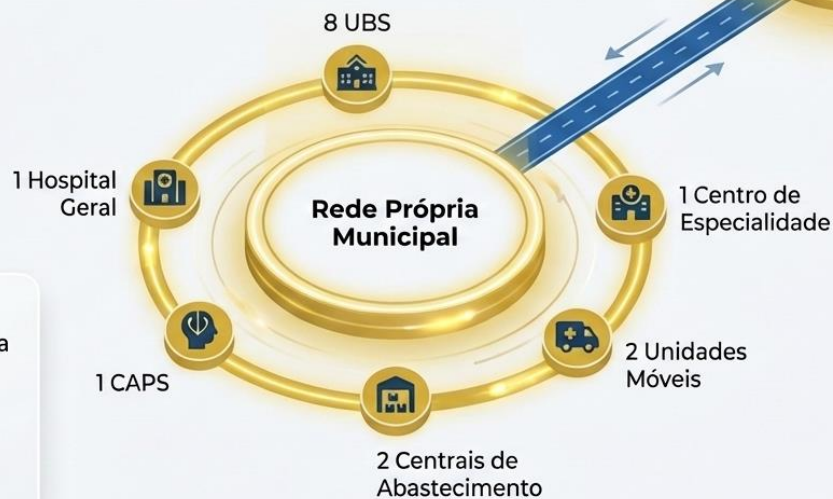 8 UBS
1 Hospital
Geral
Rede Própria
Municipal
1 Centro de
Especialidade
a
1 CAPS
2 Unidades
Móveis
2 Centrais de
Abastecimento